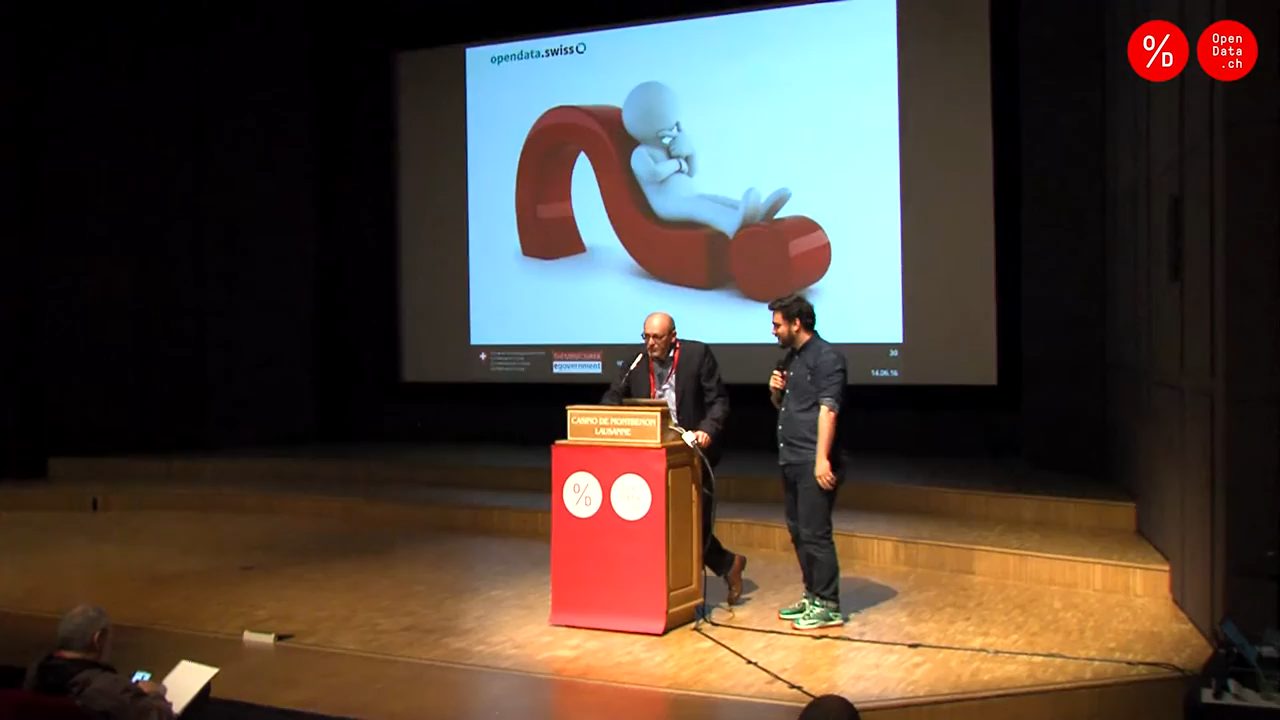 opendata.swiss
%D
Open
Data
.ch
egovernment
30
14.06.16
CASINO DE MONTBENON
LAUSANNE
%D